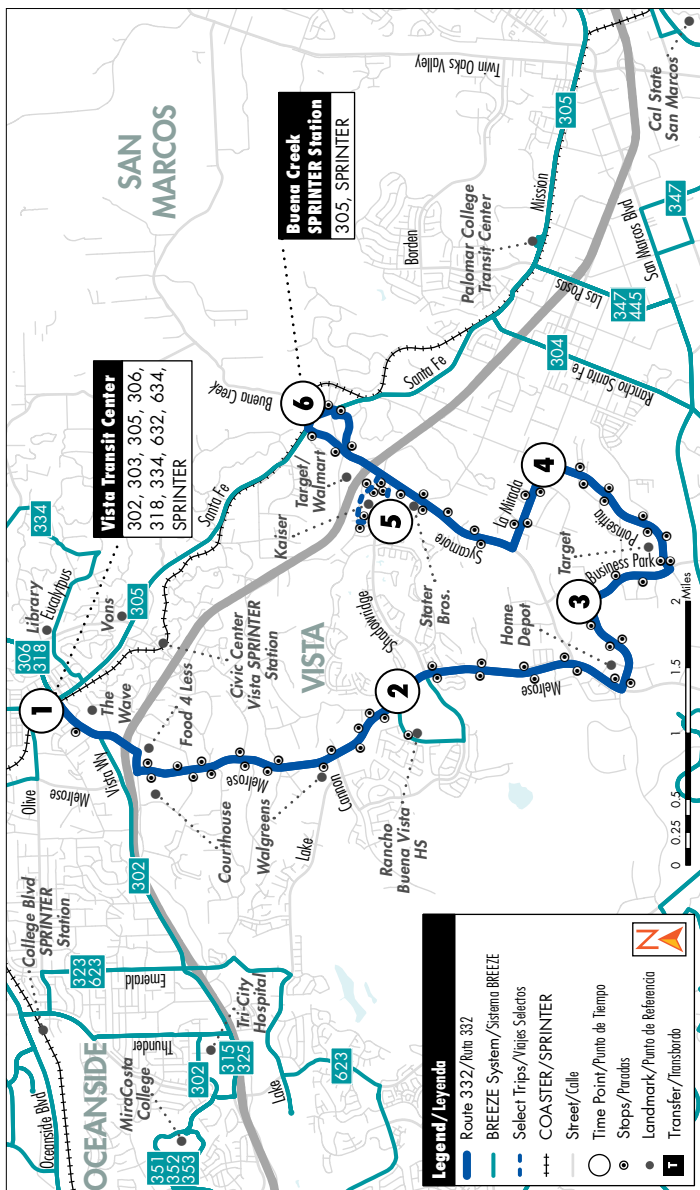 Vista Transit Center
302, 303, 305, 306,
318, 334, 632, 634,
SPRINTER
Buena Creek
SPRINTER Station
305, SPRINTER
OCEANSIDE
VISTA
SAN
MARCOS
College Blvd
SPRINTER
Station
Oceanside Blvd
MiraCosta
College
351
352
353
302
Thunder
323
623
Emerald
315
325
Tri-City
Hospital
Lake
623
302
Olive
Melrose
Vista Wy
1
306
318
Library
Eucalyptus
334
The
Wave
Vons
305
Santa Fe
Civic Center
Vista SPRINTER
Station
Food 4 Less
Courthouse
Walgreens
Melrose
Lake
Cannon
Rancho
Buena Vista
HS
2
Shadowridge
Melrose
Home
Depot
3
Target
Business Park
Poinsettia
4
La Mirada
Sycamore
Stater
Bros.
5
Kaiser
Target/
Walmart
6
Buena Creek
Santa Fe
Borden
Palomar College
Transit Center
Mission
305
Twin Oaks Valley
Las Posas
347
445
304
Rancho Santa Fe
San Marcos Blvd
347
Cal State
San Marcos
Legend/Leyenda
Route 332/Ruta 332
BREEZE System/Sistema BREEZE
Select Trips/Viajes Selectos
COASTER/SPRINTER
Street/Calle
Time Point/Punto de Tiempo
Stops/Paradas
Landmark/Punto de Referencia
T Transfer/Transbordo
N
0 0.25 0.5 1 1.5 2
Miles